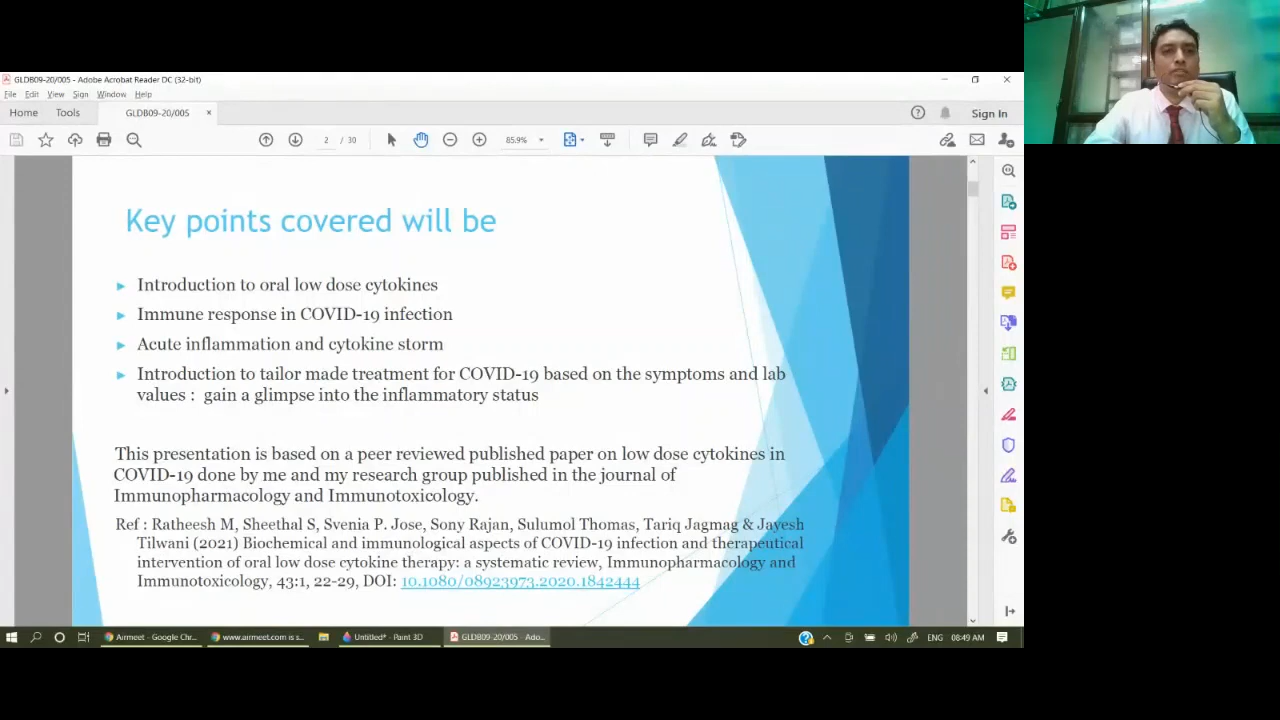 GLDB09-20/005 - Adobe Acrobat Reader DC (32-bit)
File Edit View Sign Window Help
Home Tools GLDB09-20/005 × Sign In
2 / 30 85.9%
Key points covered will be
Introduction to oral low dose cytokines
Immune response in COVID-19 infection
Acute inflammation and cytokine storm
Introduction to tailor made treatment for COVID-19 based on the symptoms and lab
values : gain a glimpse into the inflammatory status
This presentation is based on a peer reviewed published paper on low dose cytokines in
COVID-19 done by me and my research group published in the journal of
Immunopharmacology and Immunotoxicology.
Ref : Ratheesh M, Sheethal S, Svenia P. Jose, Sony Rajan, Sulumol Thomas, Tariq Jagmag & Jayesh
Tilwani (2021) Biochemical and immunological aspects of COVID-19 infection and therapeutical
intervention of oral low dose cytokine therapy: a systematic review, Immunopharmacology and
Immunotoxicology, 43:1, 22-29, DOI: 10.1080/08923973.2020.1842444
Airmeet - Google Chr... www.airmeet.com is s... Untitled* - Paint 3D GLDB09-20/005 - Ado... ENG 08:49 AM